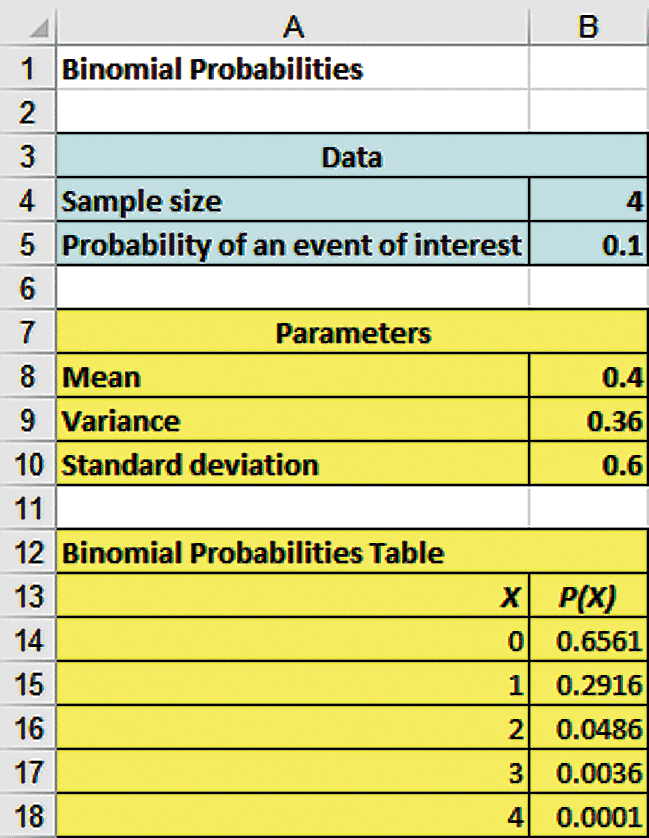 A B
1 Binomial Probabilities
2
3 Data
4 Sample size 4
5 Probability of an event of interest 0.1
6
7 Parameters
8 Mean 0.4
9 Variance 0.36
10 Standard deviation 0.6
11
12 Binomial Probabilities Table
13 X P(X)
14 0 0.6561
15 1 0.2916
16 2 0.0486
17 3 0.0036
18 4 0.0001